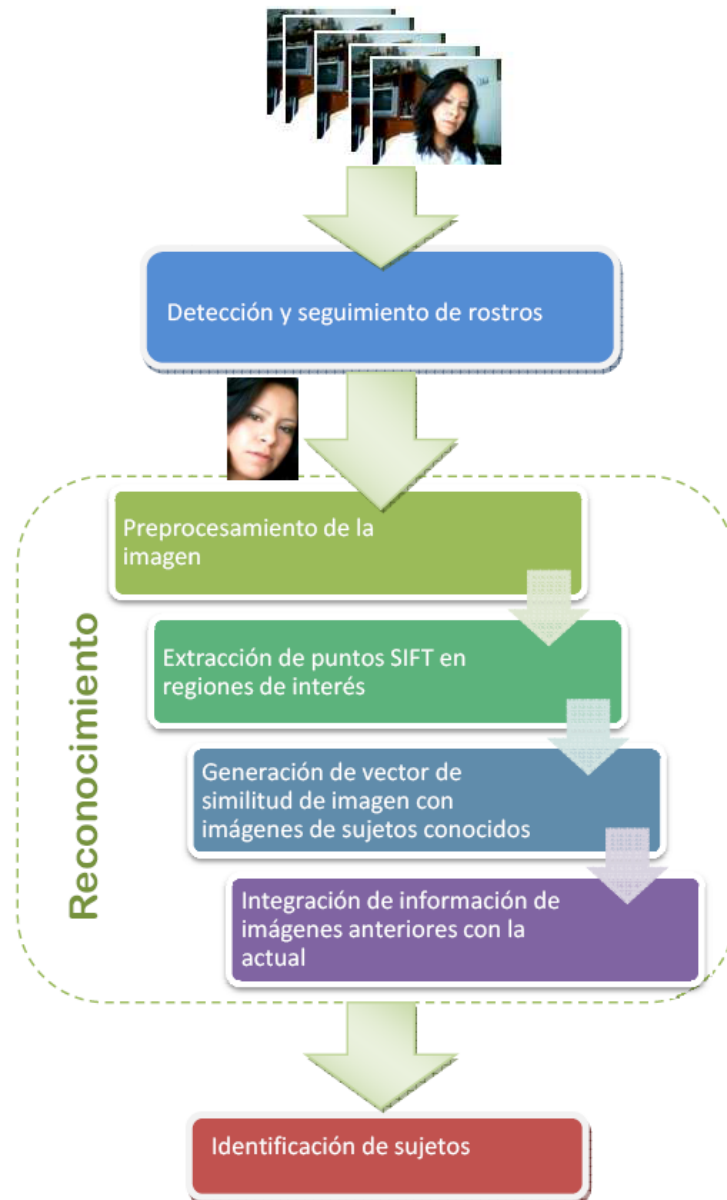 Detección y seguimiento de rostros
Reconocimiento
Preprocesamiento de la
imagen
Extracción de puntos SIFT en
regiones de interés
Generación de vector de
similitud de imagen con
imágenes de sujetos conocidos
Integración de información de
imágenes anteriores con la
actual
Identificación de sujetos